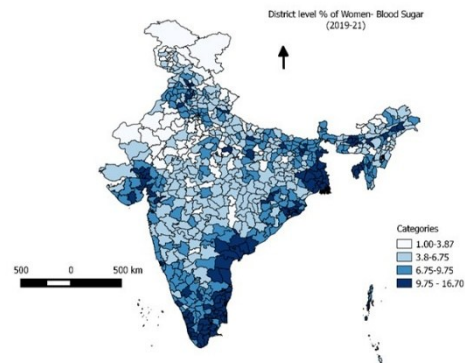 District level % of Women- Blood Sugar
(2019-21)
Categories
1.00-3.87
3.8-6.75
6.75-9.75
9.75 - 16.70
500 0 500 km